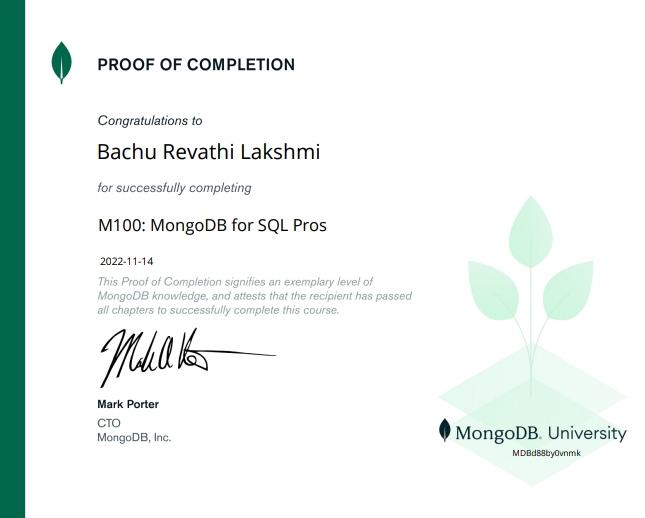 PROOF OF COMPLETION
Congratulations to
Bachu Revathi Lakshmi
for successfully completing
M100: MongoDB for SQL Pros
2022-11-14
This Proof of Completion signifies an exemplary level of
MongoDB knowledge, and attests that the recipient has passed
all chapters to successfully complete this course.
Mark Porter
CTO
MongoDB, Inc.
MongoDB. University
MDBd88by0vnmk